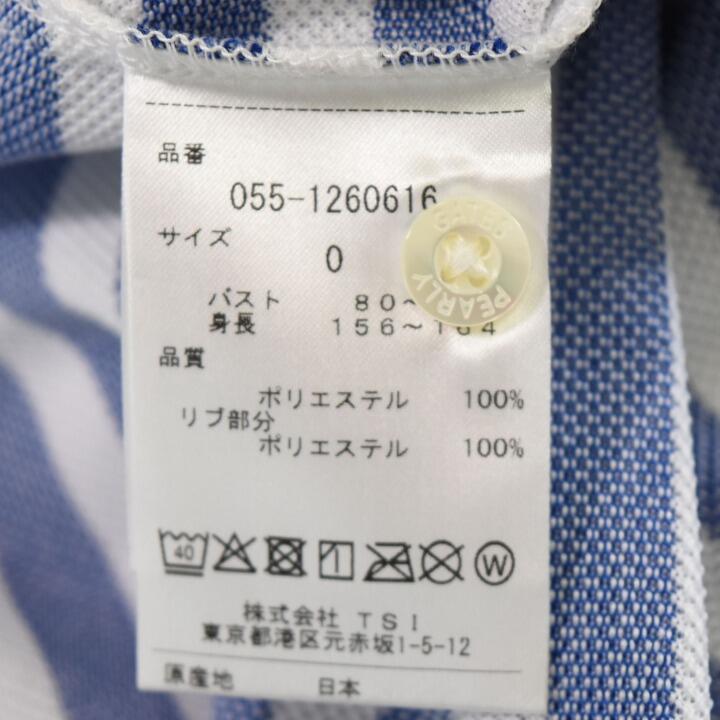 品番
055-1260616
サイズ
0
バスト 80~
身長 156~164
品質
ポリエステル 100%
リブ部分
ポリエステル 100%
40
W
株式会社 TSI
東京都港区元赤坂1-5-12
原産地 日本
GATES
PEARLY